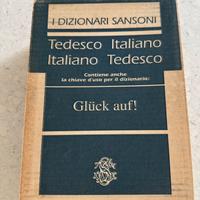 I DIZIONARI SANSONI
Tedesco Italiano
Italiano Tedesco
Contiene anche
la chiave d'uso per il dizionario:
Glück auf!